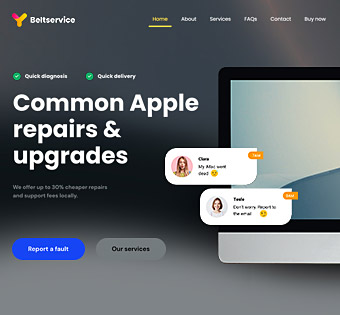 Beltservice
Home About Services FAQs Contact Buy now
Quick diagnosis Quick delivery
Common Apple
repairs &
upgrades
We offer up to 30% cheaper repairs
and support fees locally.
Clara
My iMac went
dead
Tesla
Don't worry. Report to
the email
Report a fault Our services